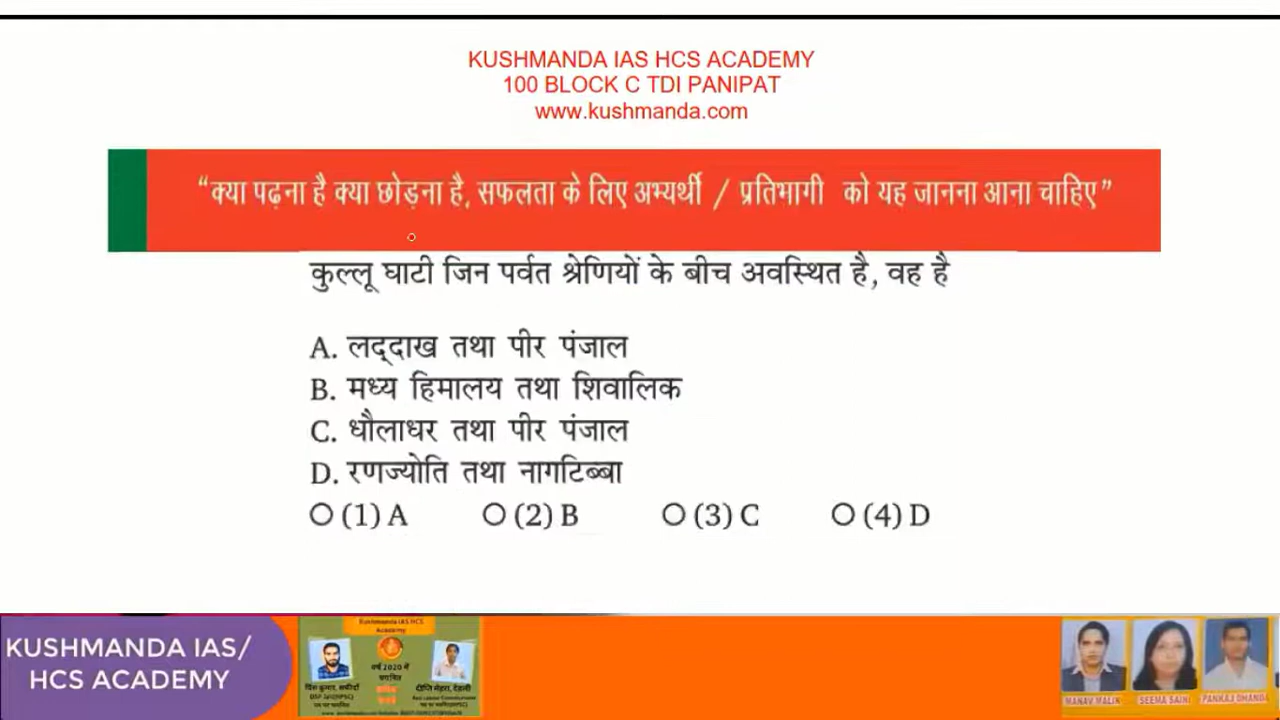 KUSHMANDA IAS HCS ACADEMY
100 BLOCK C TDI PANIPAT
www.kushmanda.com
“क्या पढ़ना है क्या छोड़ना है, सफलता के लिए अभ्यर्थी / प्रतिभागी को यह जानना आना चाहिए”
कुल्लू घाटी जिन पर्वत श्रेणियों के बीच अवस्थित है, वह है
A. लद्दाख तथा पीर पंजाल
B. मध्य हिमालय तथा शिवालिक
C. धौलाधर तथा पीर पंजाल
D. रणज्योति तथा नागटिब्बा
(1) A (2) B (3) C (4) D
KUSHMANDA IAS/
HCS ACADEMY
Kushmanda IAS HCS
Academy
वर्ष 2020 में
MANAV MALIK SEEMA SAINI PANKAJ DHANDA